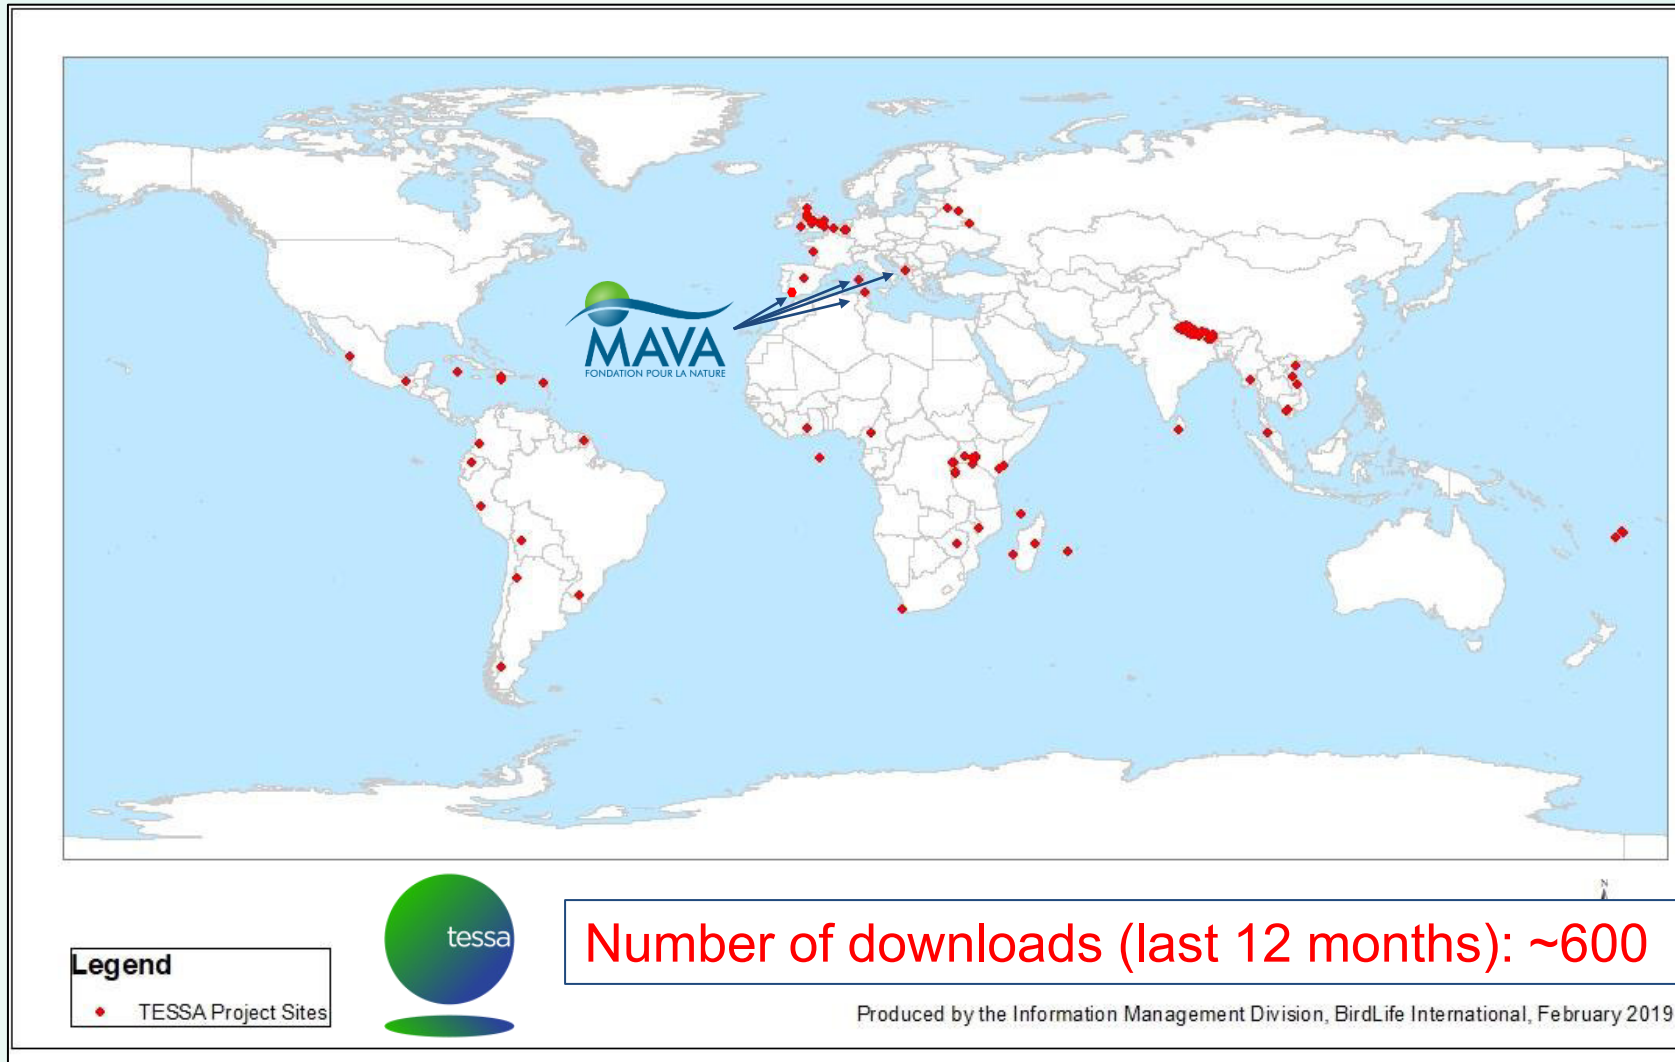 MAVA
FONDATION POUR LA NATURE
N
tessa
Number of downloads (last 12 months): ~600
Legend
TESSA Project Sites
Produced by the Information Management Division, BirdLife International, February 2019